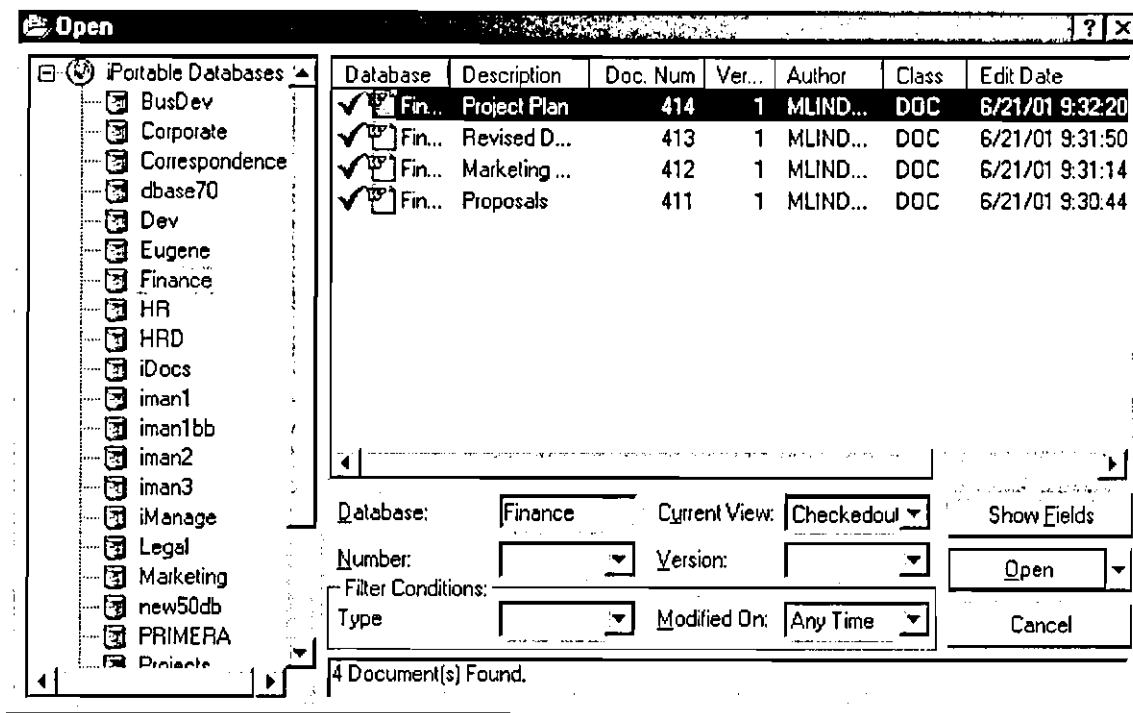 Open
iPortable Databases
BusDev
Corporate
Correspondence
dbase70
Dev
Eugene
Finance
HR
HRD
iDocs
iman1
iman1bb
iman2
iman3
iManage
Legal
Marketing
new50db
PRIMERA
Projects
Database Description Doc. Num Ver... Author Class Edit Date
Fin... Project Plan 414 1 MLIND... DOC 6/21/01 9:32:20
Fin... Revised D... 413 1 MLIND... DOC 6/21/01 9:31:50
Fin... Marketing ... 412 1 MLIND... DOC 6/21/01 9:31:14
Fin... Proposals 411 1 MLIND... DOC 6/21/01 9:30:44
Database: Finance Current View: Checkedout Show Fields
Number: Version: Open
Filter Conditions:
Type Modified On: Any Time Cancel
4 Document(s) Found.